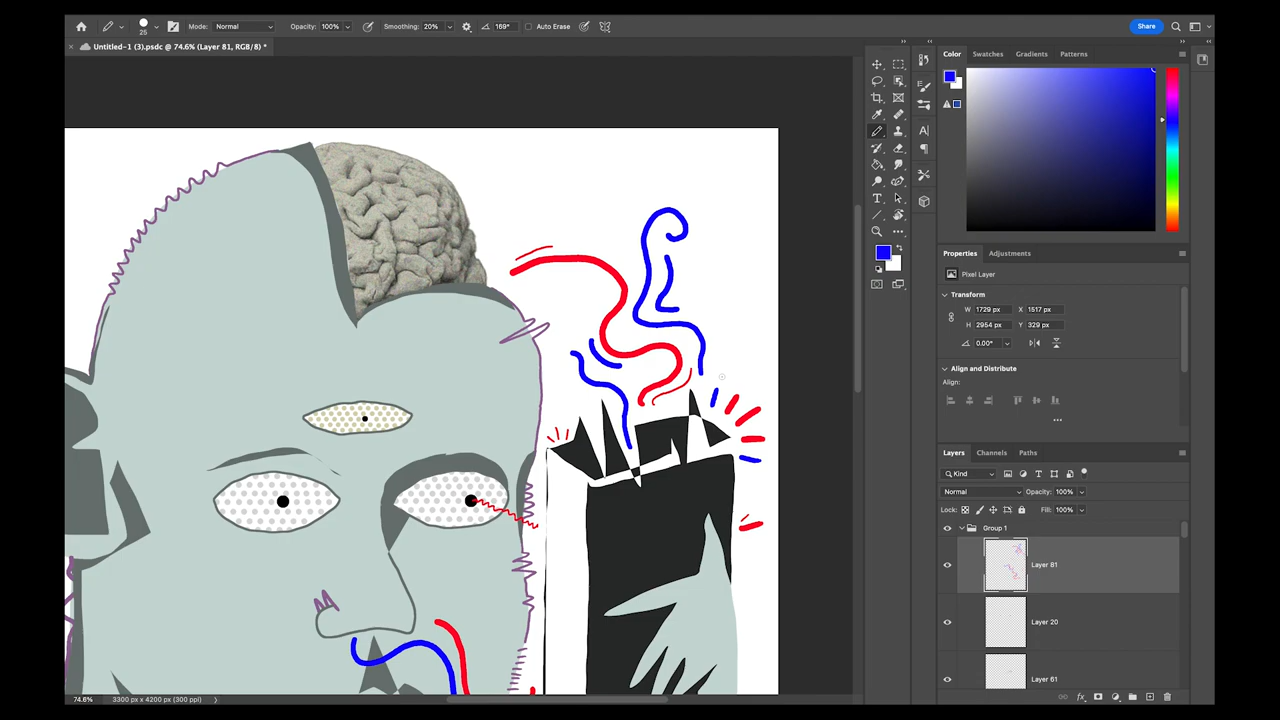 25 Mode: Normal Opacity: 100% Smoothing: 20% 169° Auto Erase Share
× Untitled-1 (3).psdc @ 74.6% (Layer 81, RGB/8) *
Color Swatches Gradients Patterns
Properties Adjustments
Pixel Layer
Transform
W 1729 px X 1517 px
H 2954 px Y 329 px
0.00°
Align and Distribute
Align:
Layers Channels Paths
Kind
Normal Opacity: 100%
Lock: Fill: 100%
Group 1
Layer 81
Layer 20
Layer 61
74.6% 3300 px x 4200 px (300 ppi)